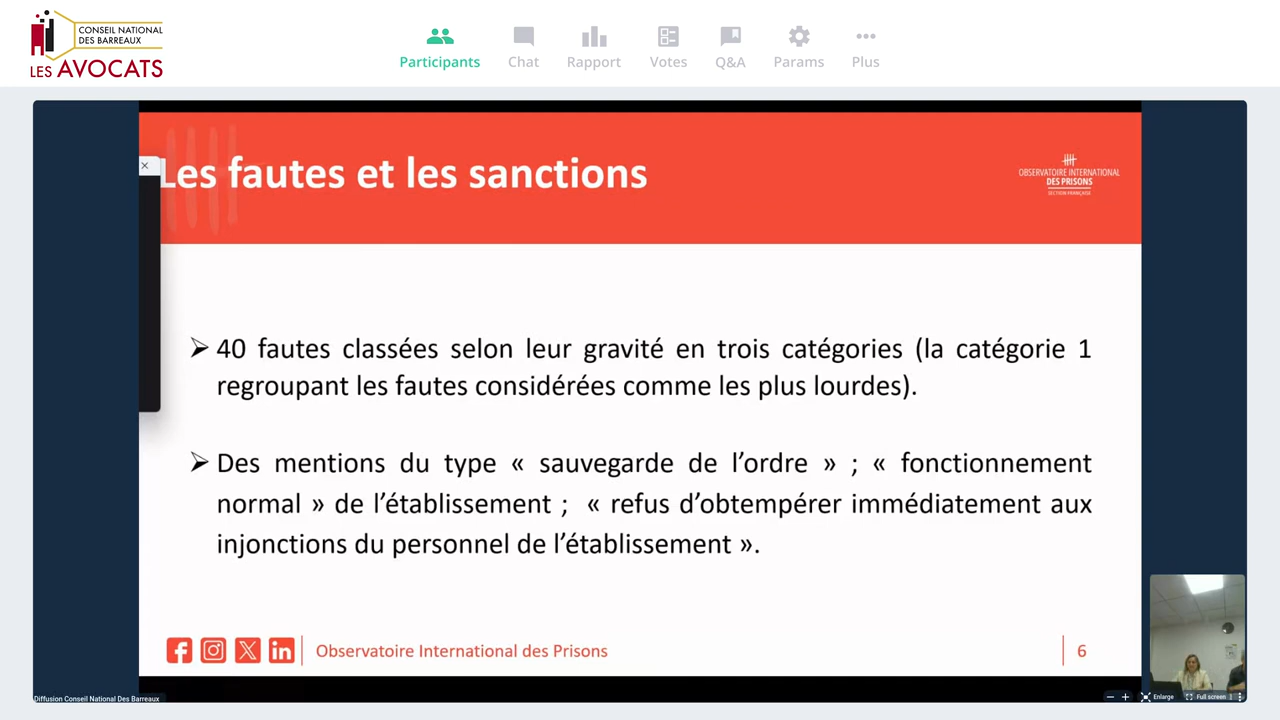 CONSEIL NATIONAL
DES BARREAUX
LES AVOCATS
Participants
Chat
Rapport
Votes
Q&A
Params
Plus
Les fautes et les sanctions
OBSERVATOIRE INTERNATIONAL
DES PRISONS
SECTION FRANÇAISE
➢ 40 fautes classées selon leur gravité en trois catégories (la catégorie 1
regroupant les fautes considérées comme les plus lourdes).
➢ Des mentions du type « sauvegarde de l’ordre » ; « fonctionnement
normal » de l’établissement ; « refus d’obtempérer immédiatement aux
injonctions du personnel de l’établissement ».
Observatoire International des Prisons
6
Diffusion Conseil National Des Barreaux
Enlarge
Full screen